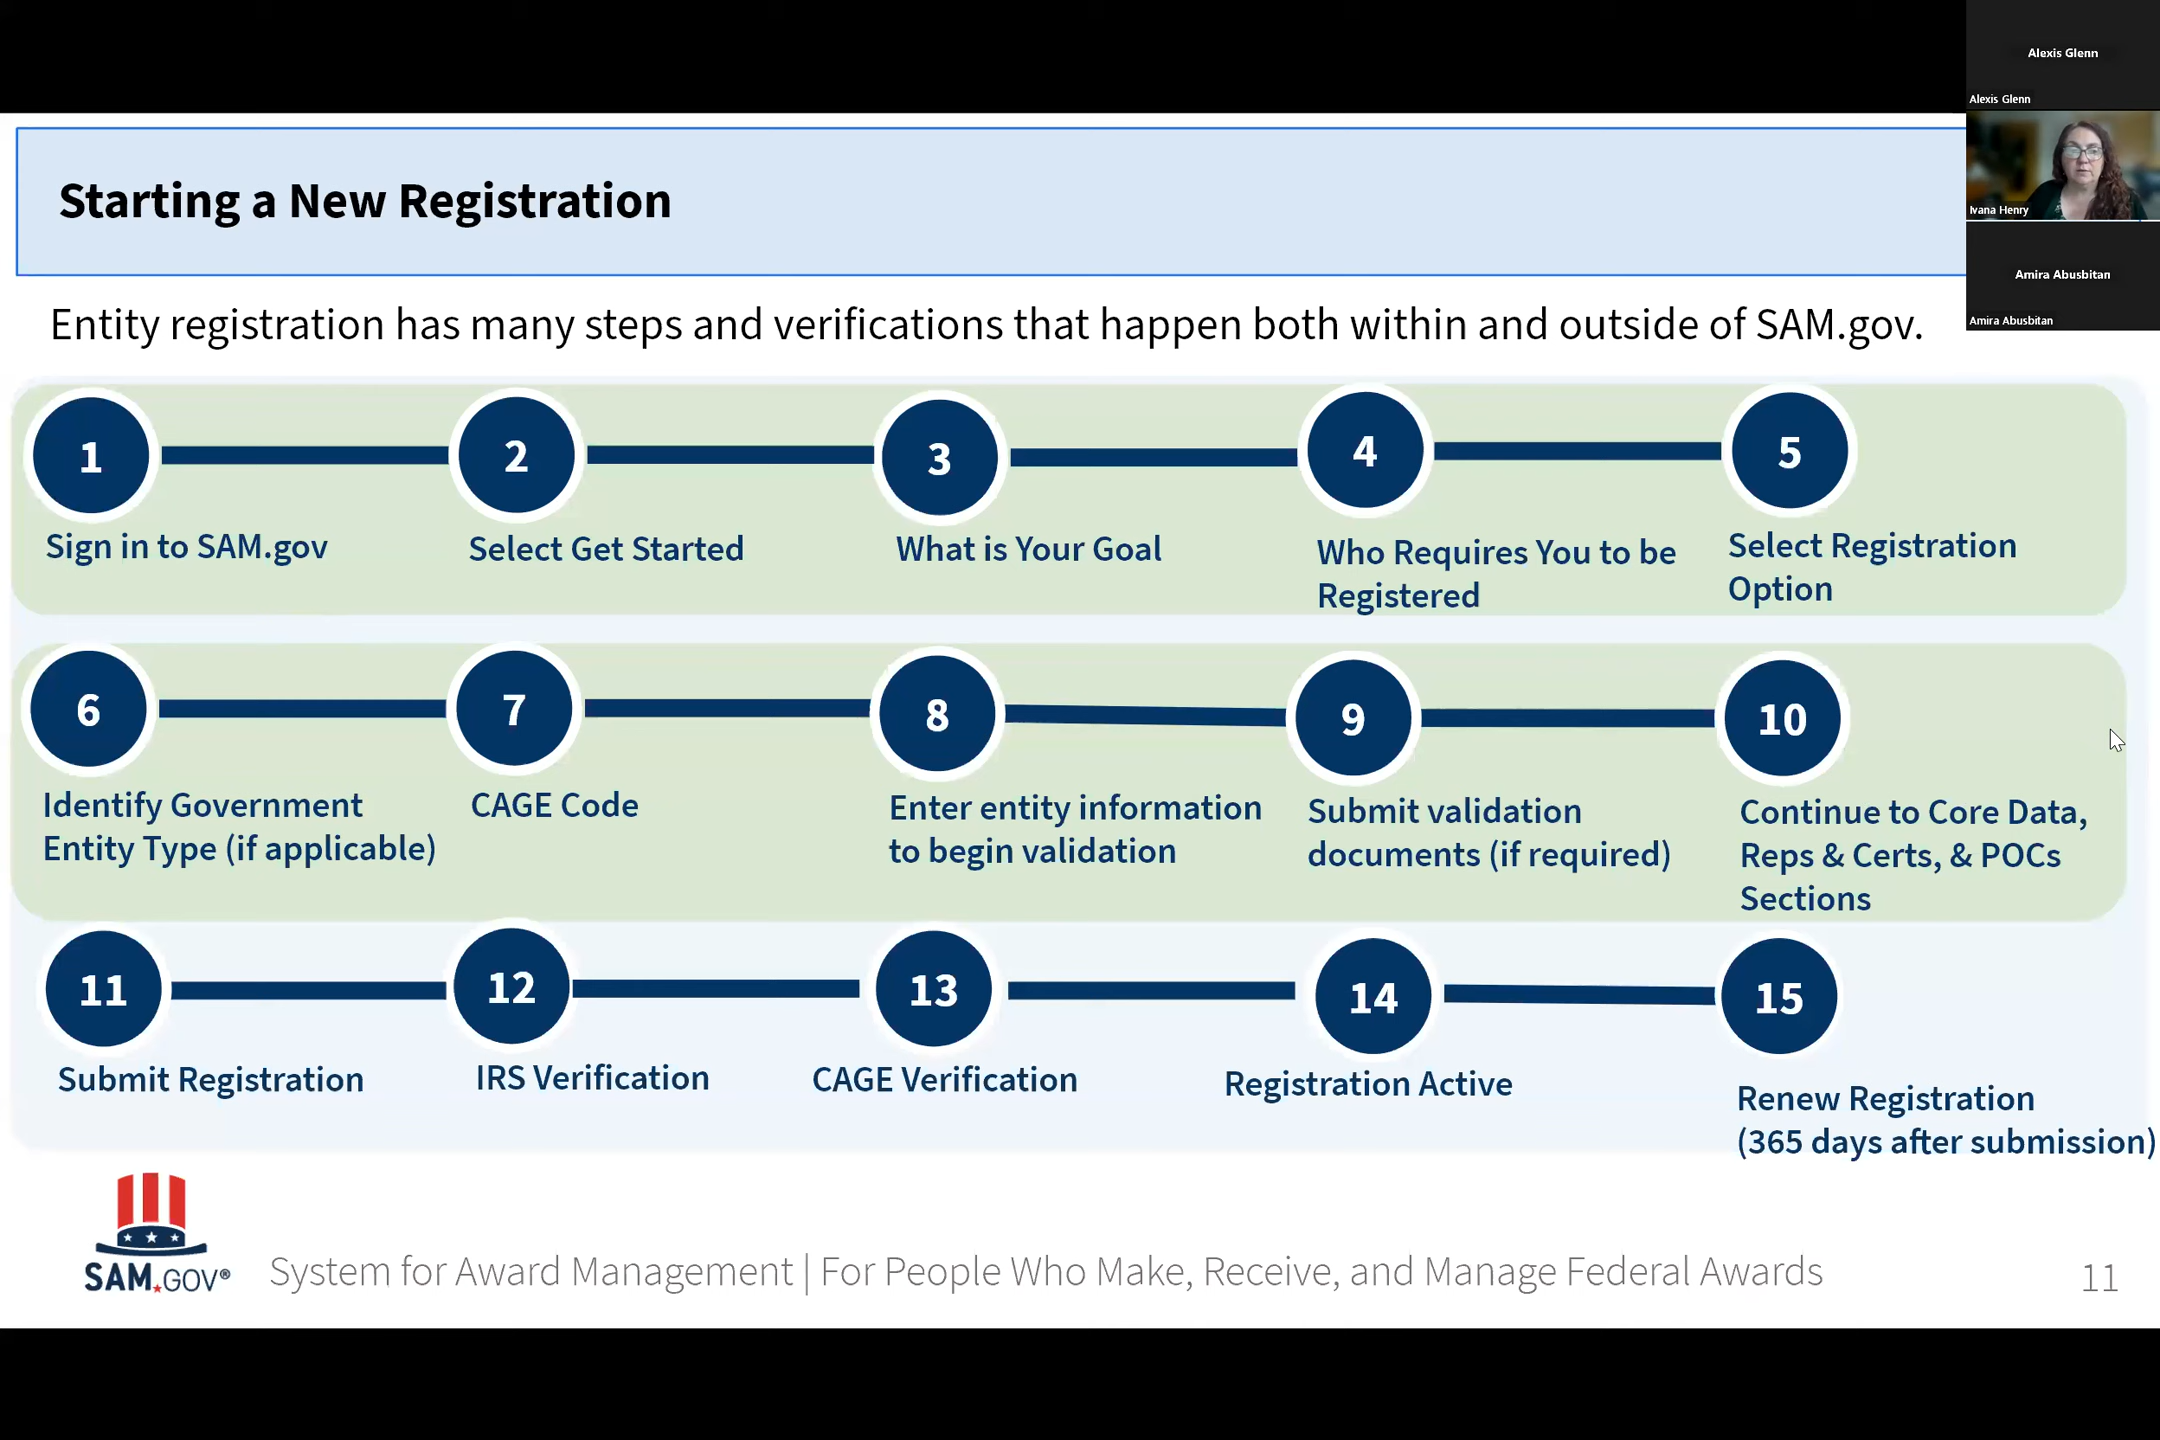 Alexis Glenn
Alexis Glenn
Ivana Henry
Amira Abusbitan
Amira Abusbitan
Starting a New Registration
Entity registration has many steps and verifications that happen both within and outside of SAM.gov.
1
Sign in to SAM.gov
2
Select Get Started
3
What is Your Goal
4
Who Requires You to be
Registered
5
Select Registration
Option
6
Identify Government
Entity Type (if applicable)
7
CAGE Code
8
Enter entity information
to begin validation
9
Submit validation
documents (if required)
10
Continue to Core Data,
Reps & Certs, & POCs
Sections
11
Submit Registration
12
IRS Verification
13
CAGE Verification
14
Registration Active
15
Renew Registration
(365 days after submission)
SAM.GOV®
System for Award Management | For People Who Make, Receive, and Manage Federal Awards
11